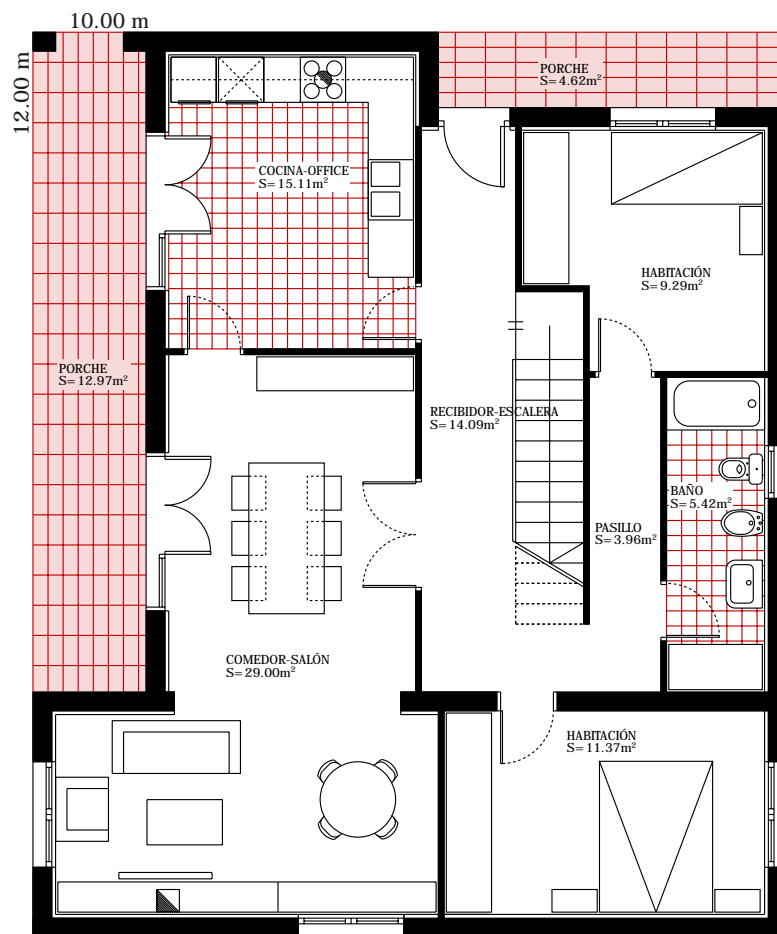 10.00 m
12.00 m
PORCHE
S=4.62m²
COCINA-OFFICE
S=15.11m²
HABITACIÓN
S=9.29m²
PORCHE
S=12.97m²
RECIBIDOR-ESCALERA
S=14.09m²
BAÑO
S=5.42m²
PASILLO
S=3.96m²
COMEDOR-SALÓN
S=29.00m²
HABITACIÓN
S=11.37m²